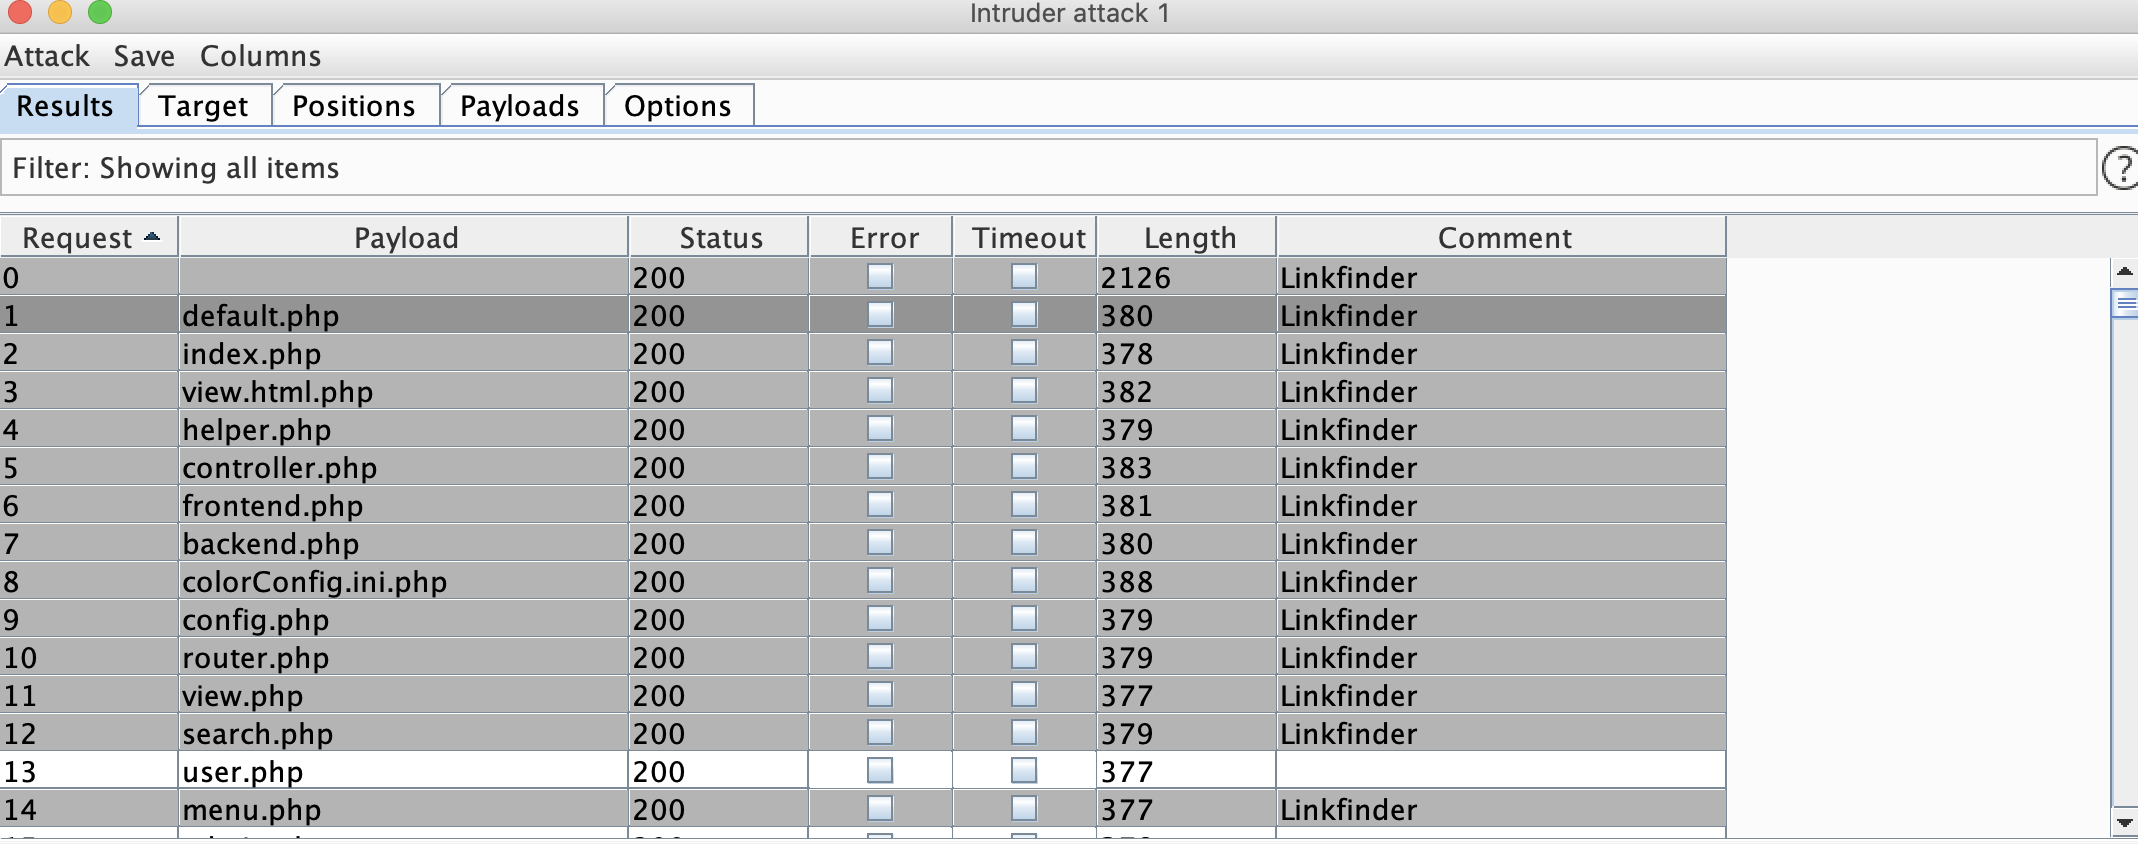 Intruder attack 1
Attack Save Columns
Results Target Positions Payloads Options
Filter: Showing all items
?
Request Payload Status Error Timeout Length Comment
0 200 2126 Linkfinder
1 default.php 200 380 Linkfinder
2 index.php 200 378 Linkfinder
3 view.html.php 200 382 Linkfinder
4 helper.php 200 379 Linkfinder
5 controller.php 200 383 Linkfinder
6 frontend.php 200 381 Linkfinder
7 backend.php 200 380 Linkfinder
8 colorConfig.ini.php 200 388 Linkfinder
9 config.php 200 379 Linkfinder
10 router.php 200 379 Linkfinder
11 view.php 200 377 Linkfinder
12 search.php 200 379 Linkfinder
13 user.php 200 377
14 menu.php 200 377 Linkfinder